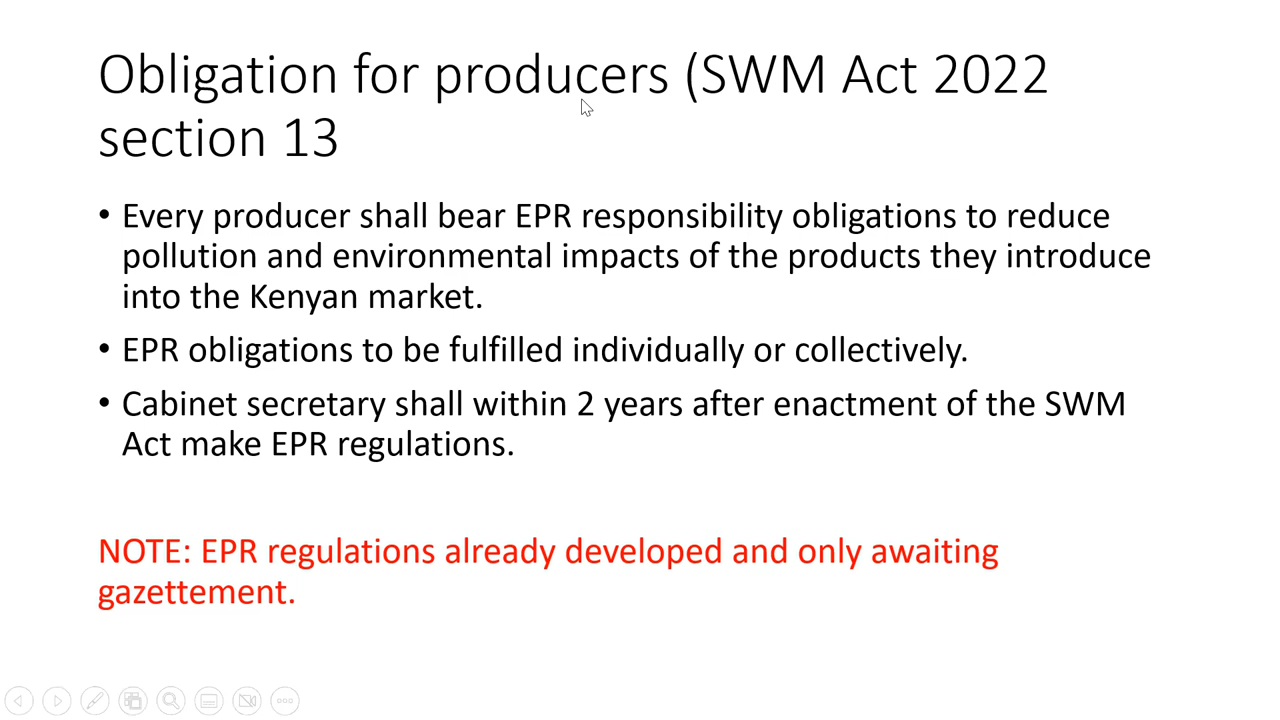 Obligation for producers (SWM Act 2022
section 13
• Every producer shall bear EPR responsibility obligations to reduce
pollution and environmental impacts of the products they introduce
into the Kenyan market.
• EPR obligations to be fulfilled individually or collectively.
• Cabinet secretary shall within 2 years after enactment of the SWM
Act make EPR regulations.
NOTE: EPR regulations already developed and only awaiting
gazettement.